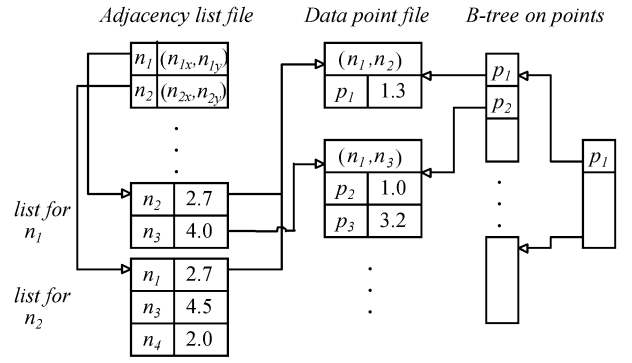 Adjacency list file
Data point file
B-tree on points
n1 (n1x,n1y)
n2 (n2x,n2y)
list for n1
n2 2.7
n3 4.0
list for n2
n1 2.7
n3 4.5
n4 2.0
(n1,n2)
p1 1.3
(n1,n3)
p2 1.0
p3 3.2
p1
p2
p1